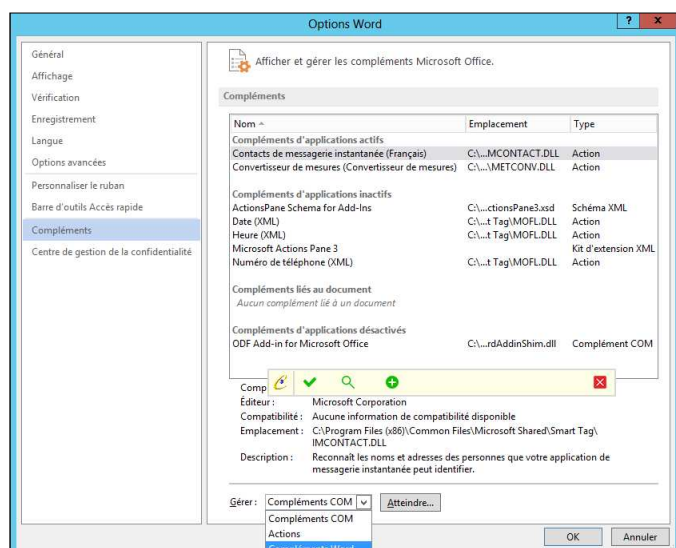 Options Word
? x
Général
Affichage
Vérification
Enregistrement
Langue
Options avancées
Personnaliser le ruban
Barre d'outils Accès rapide
Compléments
Centre de gestion de la confidentialité
Afficher et gérer les compléments Microsoft Office.
Compléments
Nom Emplacement Type
Compléments d'applications actifs
Contacts de messagerie instantanée (Français) C:\...MCONTACT.DLL Action
Convertisseur de mesures (Convertisseur de mesures) C:\...\METCONV.DLL Action
Compléments d'applications inactifs
ActionsPane Schema for Add-Ins C:\...ctionsPane3.xsd Schéma XML
Date (XML) C:\...t Tag\MOFL.DLL Action
Heure (XML) C:\...t Tag\MOFL.DLL Action
Microsoft Actions Pane 3 Kit d'extension XML
Numéro de téléphone (XML) C:\...t Tag\MOFL.DLL Action
Compléments liés au document
Aucun complément lié à un document
Compléments d'applications désactivés
ODF Add-in for Microsoft Office C:\...rdAddinShim.dll Complément COM
Comp
Éditeur : Microsoft Corporation
Compatibilité : Aucune information de compatibilité disponible
Emplacement : C:\Program Files (x86)\Common Files\Microsoft Shared\Smart Tag\
IMCONTACT.DLL
Description : Reconnaît les noms et adresses des personnes que votre application de
messagerie instantanée peut identifier.
Gérer : Compléments COM Atteindre...
Compléments COM
Actions
Compléments Word
OK Annuler